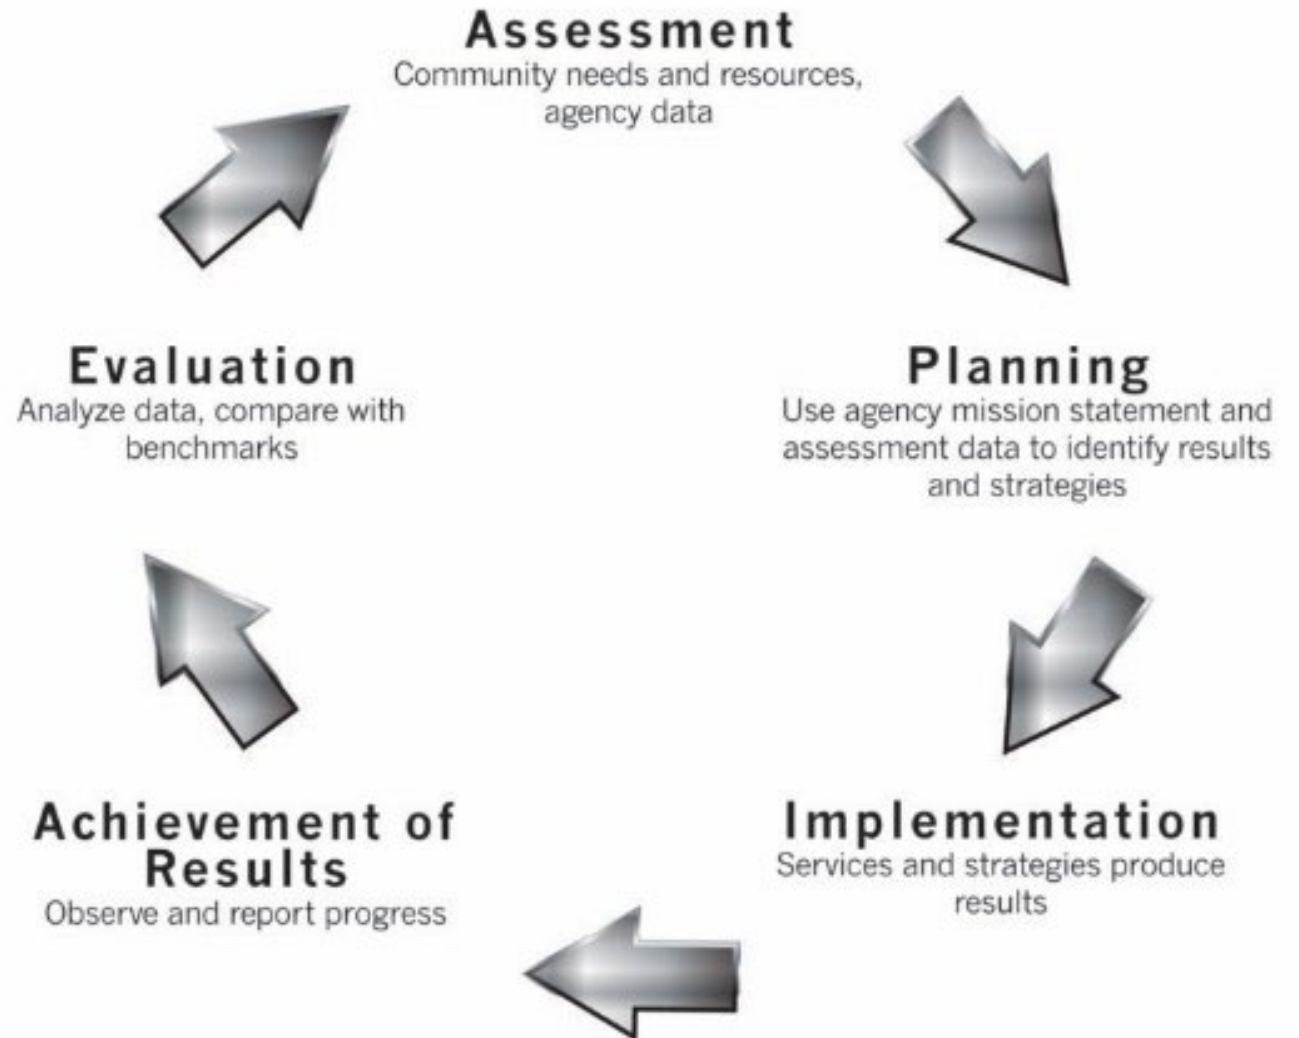 Assessment
Community needs and resources,
agency data
Planning
Use agency mission statement and
assessment data to identify results
and strategies
Implementation
Services and strategies produce
results
Achievement of
Results
Observe and report progress
Evaluation
Analyze data, compare with
benchmarks